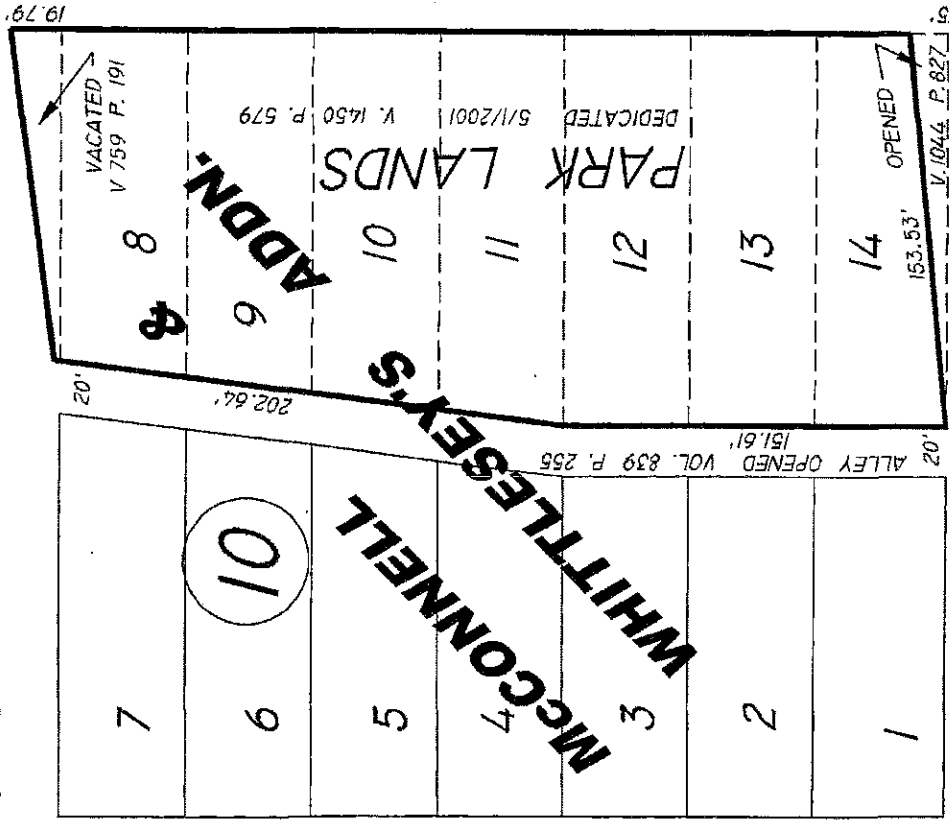 19.79'
VACATED
V 759 P. 191
DEDICATED 5/1/2001 V. 1450 P. 579
PARK LANDS
OPENED
V. 1044 P. 827
5'
8
9
10
11
12
13
14
153.53'
20'
202.64'
151.61'
20'
ALLEY OPENED VOL. 839 P. 255
McCONNELL
&
WHITTLESEY'S
ADDN.
10
7
6
5
4
3
2
1